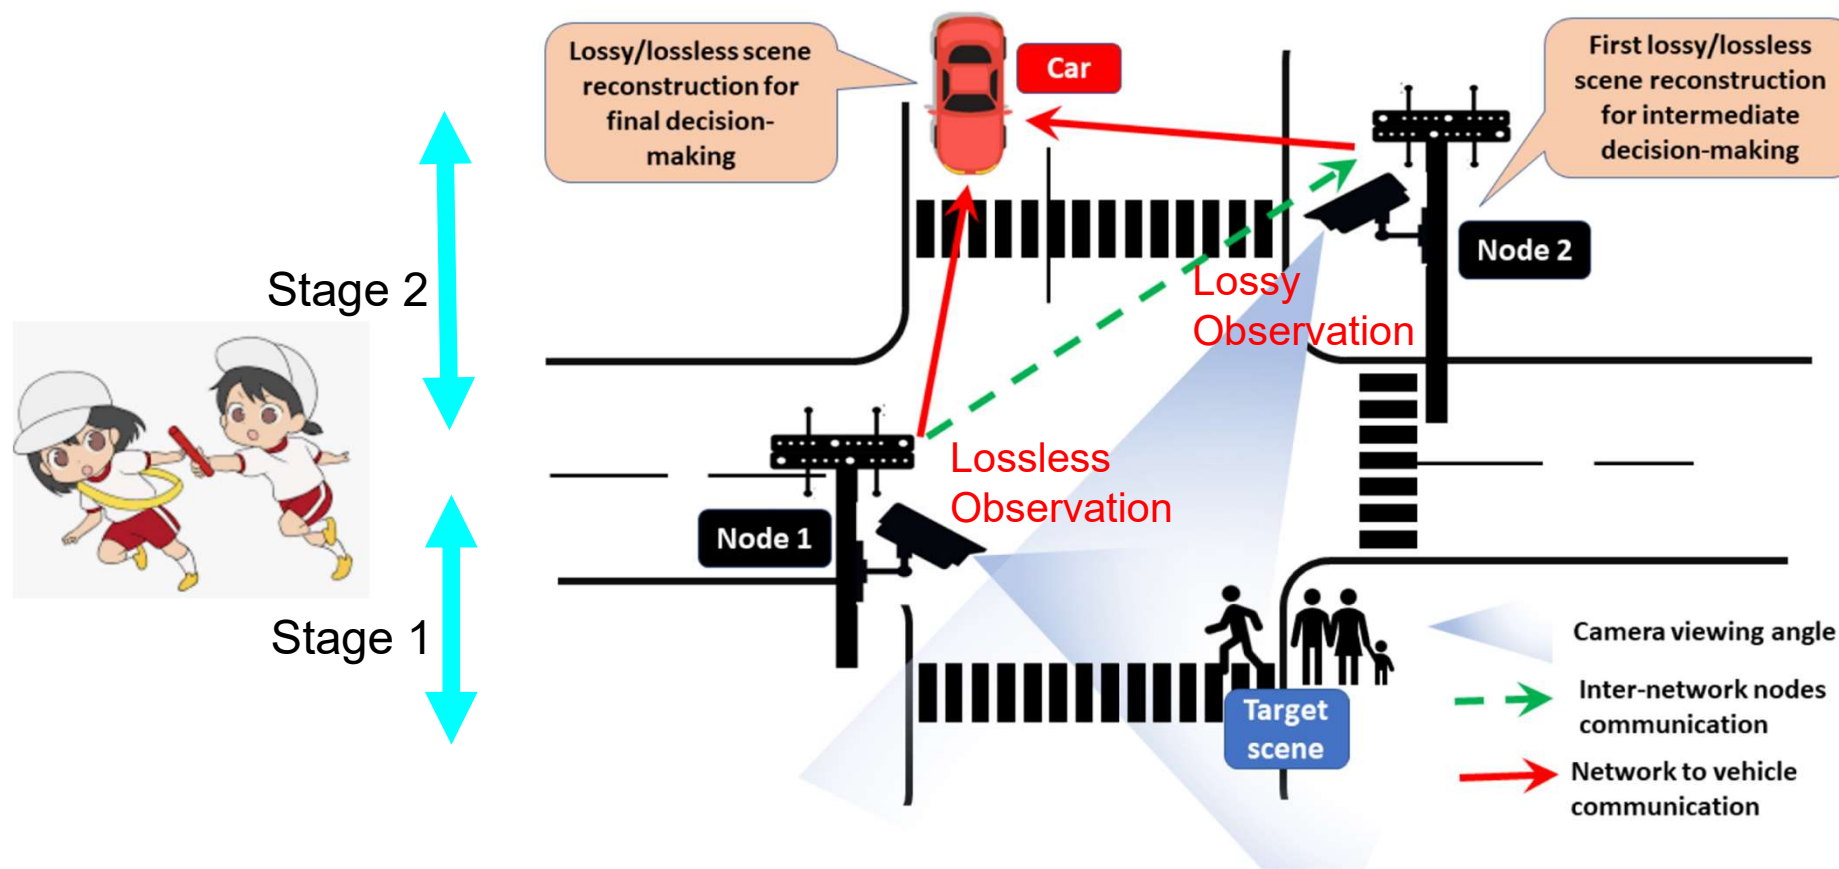 Lossy/lossless scene
reconstruction for
final decision-
making
Car
First lossy/lossless
scene reconstruction
for intermediate
decision-making
Node 2
Stage 2
Lossy
Observation
Lossless
Observation
Node 1
Stage 1
Target
scene
Camera viewing angle
Inter-network nodes
communication
Network to vehicle
communication